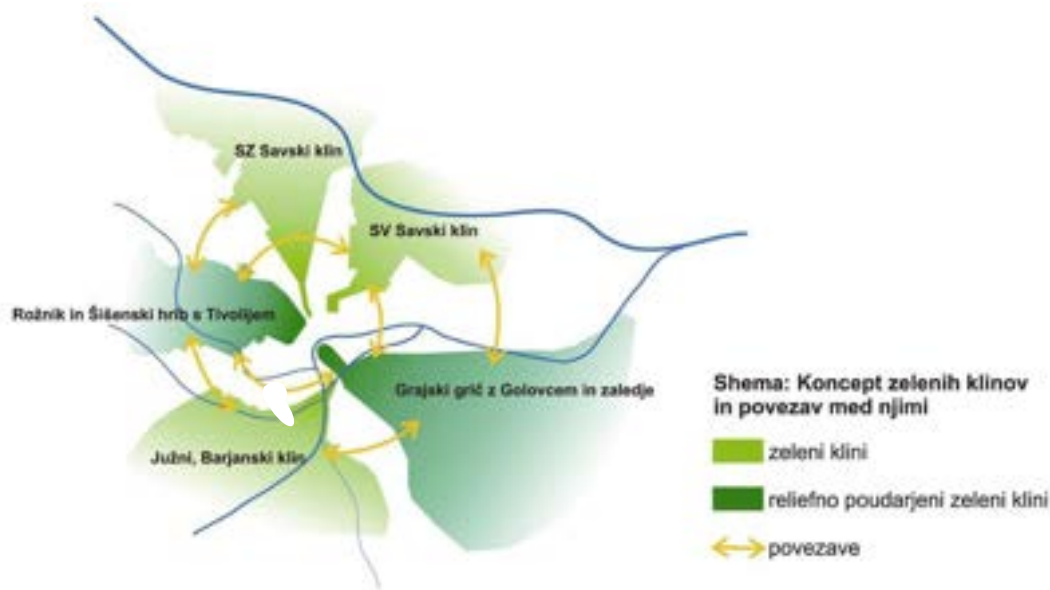 SZ Savski klin
SV Savski klin
Rožnik in Šišenski hrib s Tivolijem
Grajski grič z Golovcem in zaledje
Južni, Barjanski klin
Shema: Koncept zelenih klinov
in povezav med njimi
zeleni klini
reliefno poudarjeni zeleni klini
povezave